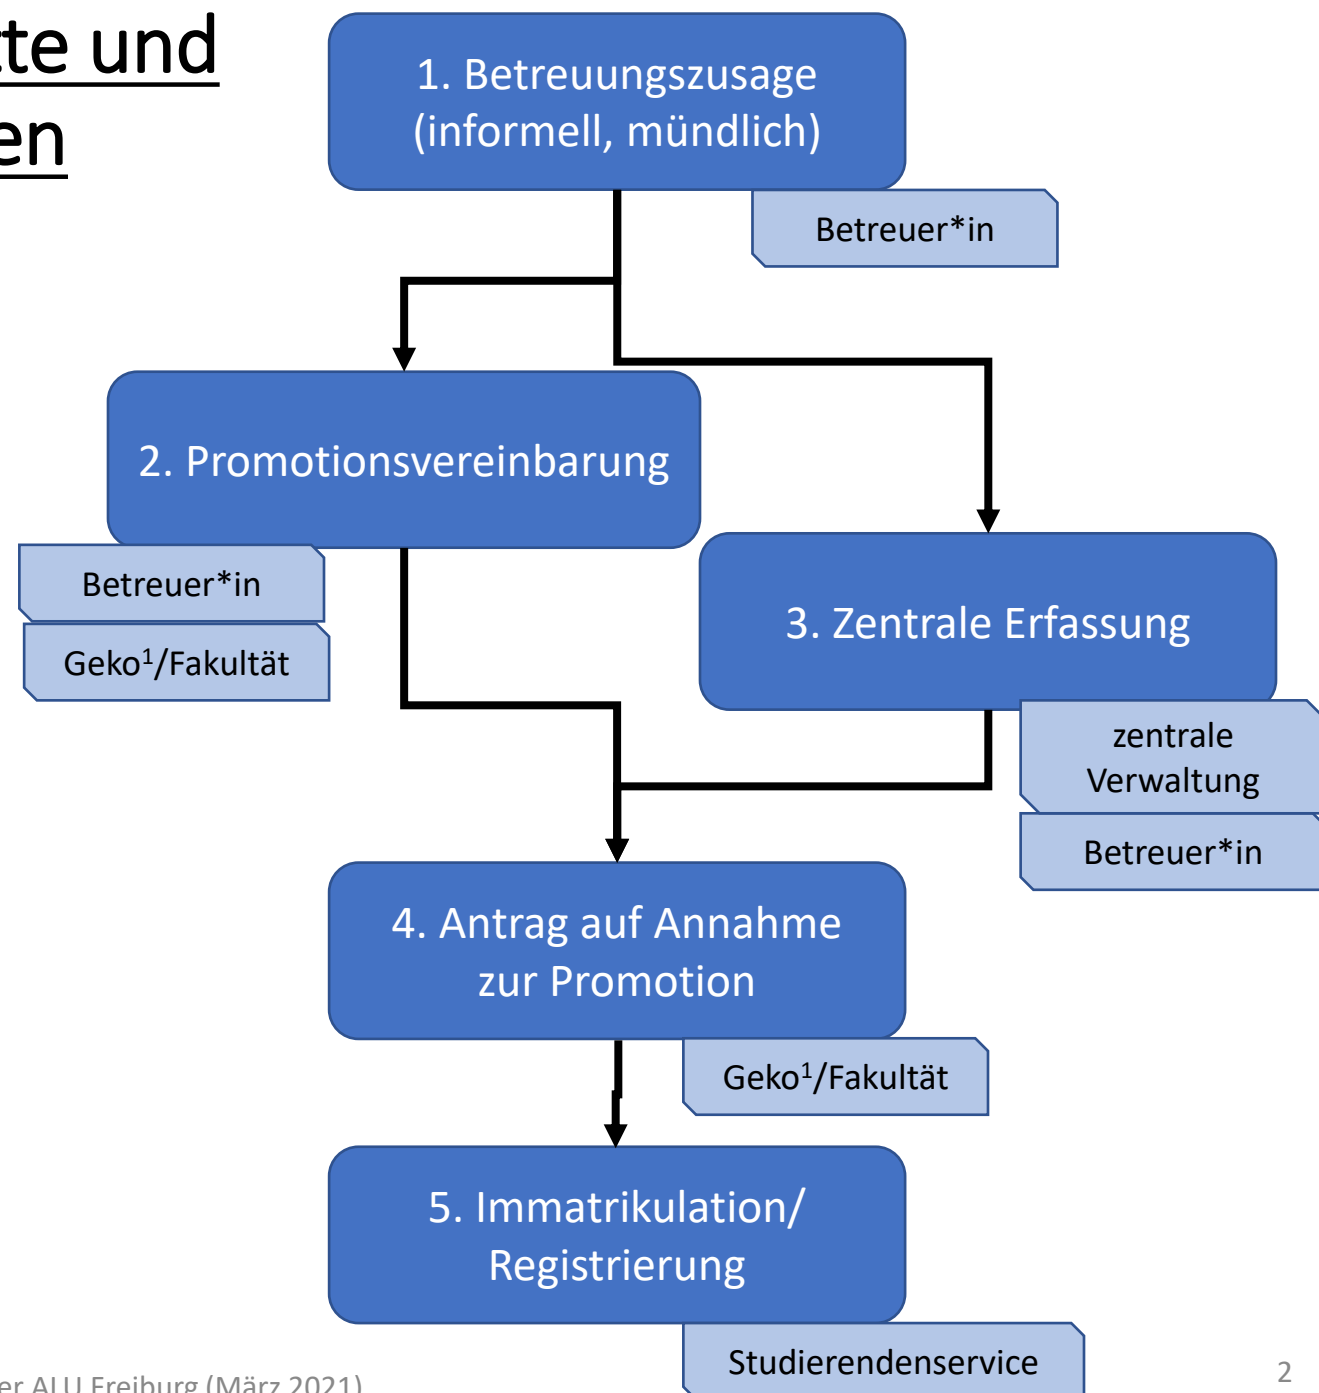 tte und
en
1. Betreuungszusage
(informell, mündlich)
Betreuer*in
2. Promotionsvereinbarung
Betreuer*in
Geko¹/Fakultät
3. Zentrale Erfassung
zentrale
Verwaltung
Betreuer*in
4. Antrag auf Annahme
zur Promotion
Geko¹/Fakultät
5. Immatrikulation/
Registrierung
Studierendenservice
er ALU Freiburg (März 2021)
2